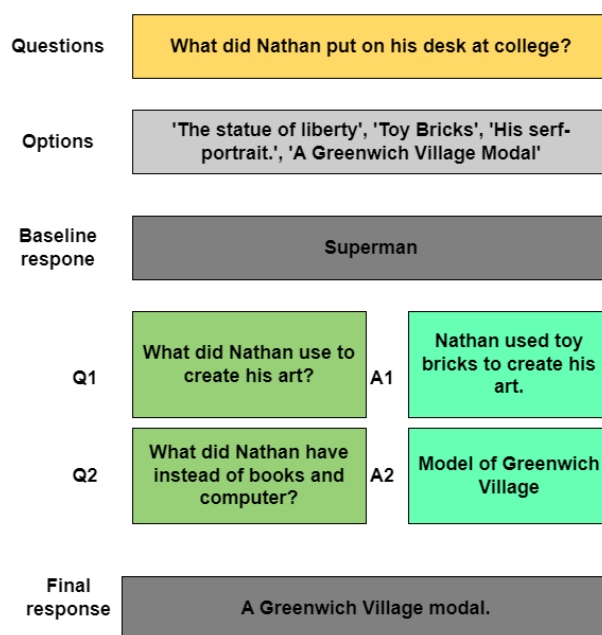 Questions
What did Nathan put on his desk at college?
Options
'The statue of liberty', 'Toy Bricks', 'His serf-
portrait.', 'A Greenwich Village Modal'
Baseline
respone
Superman
Q1
What did Nathan use to
create his art?
A1
Nathan used toy
bricks to create his
art.
Q2
What did Nathan have
instead of books and
computer?
A2
Model of Greenwich
Village
Final
response
A Greenwich Village modal.